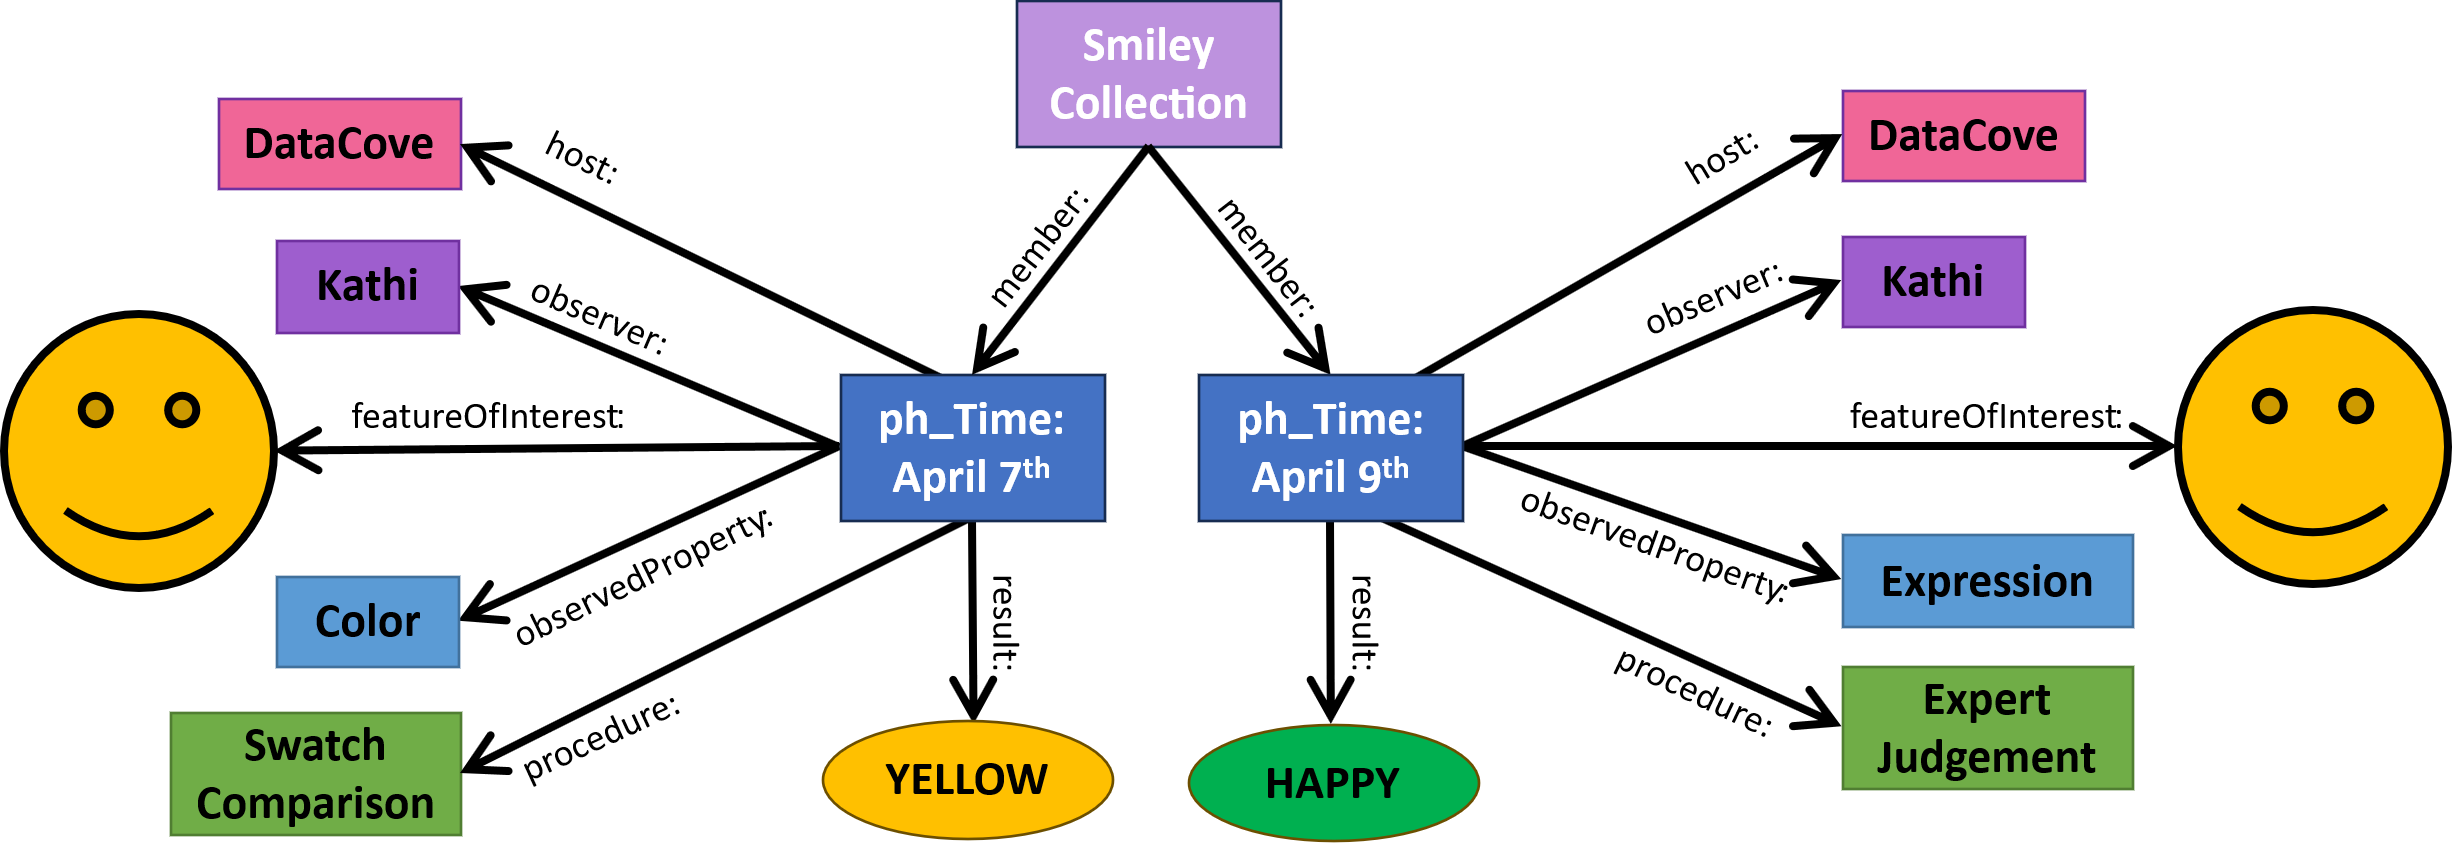 Smiley
Collection
member:
member:
DataCove
host:
Kathi
observer:
featureOfInterest:
ph_Time:
April 7th
Color
observedProperty:
Swatch
Comparison
procedure:
result:
YELLOW
DataCove
host:
Kathi
observer:
featureOfInterest:
ph_Time:
April 9th
observedProperty:
Expression
procedure:
Expert
Judgement
result:
HAPPY